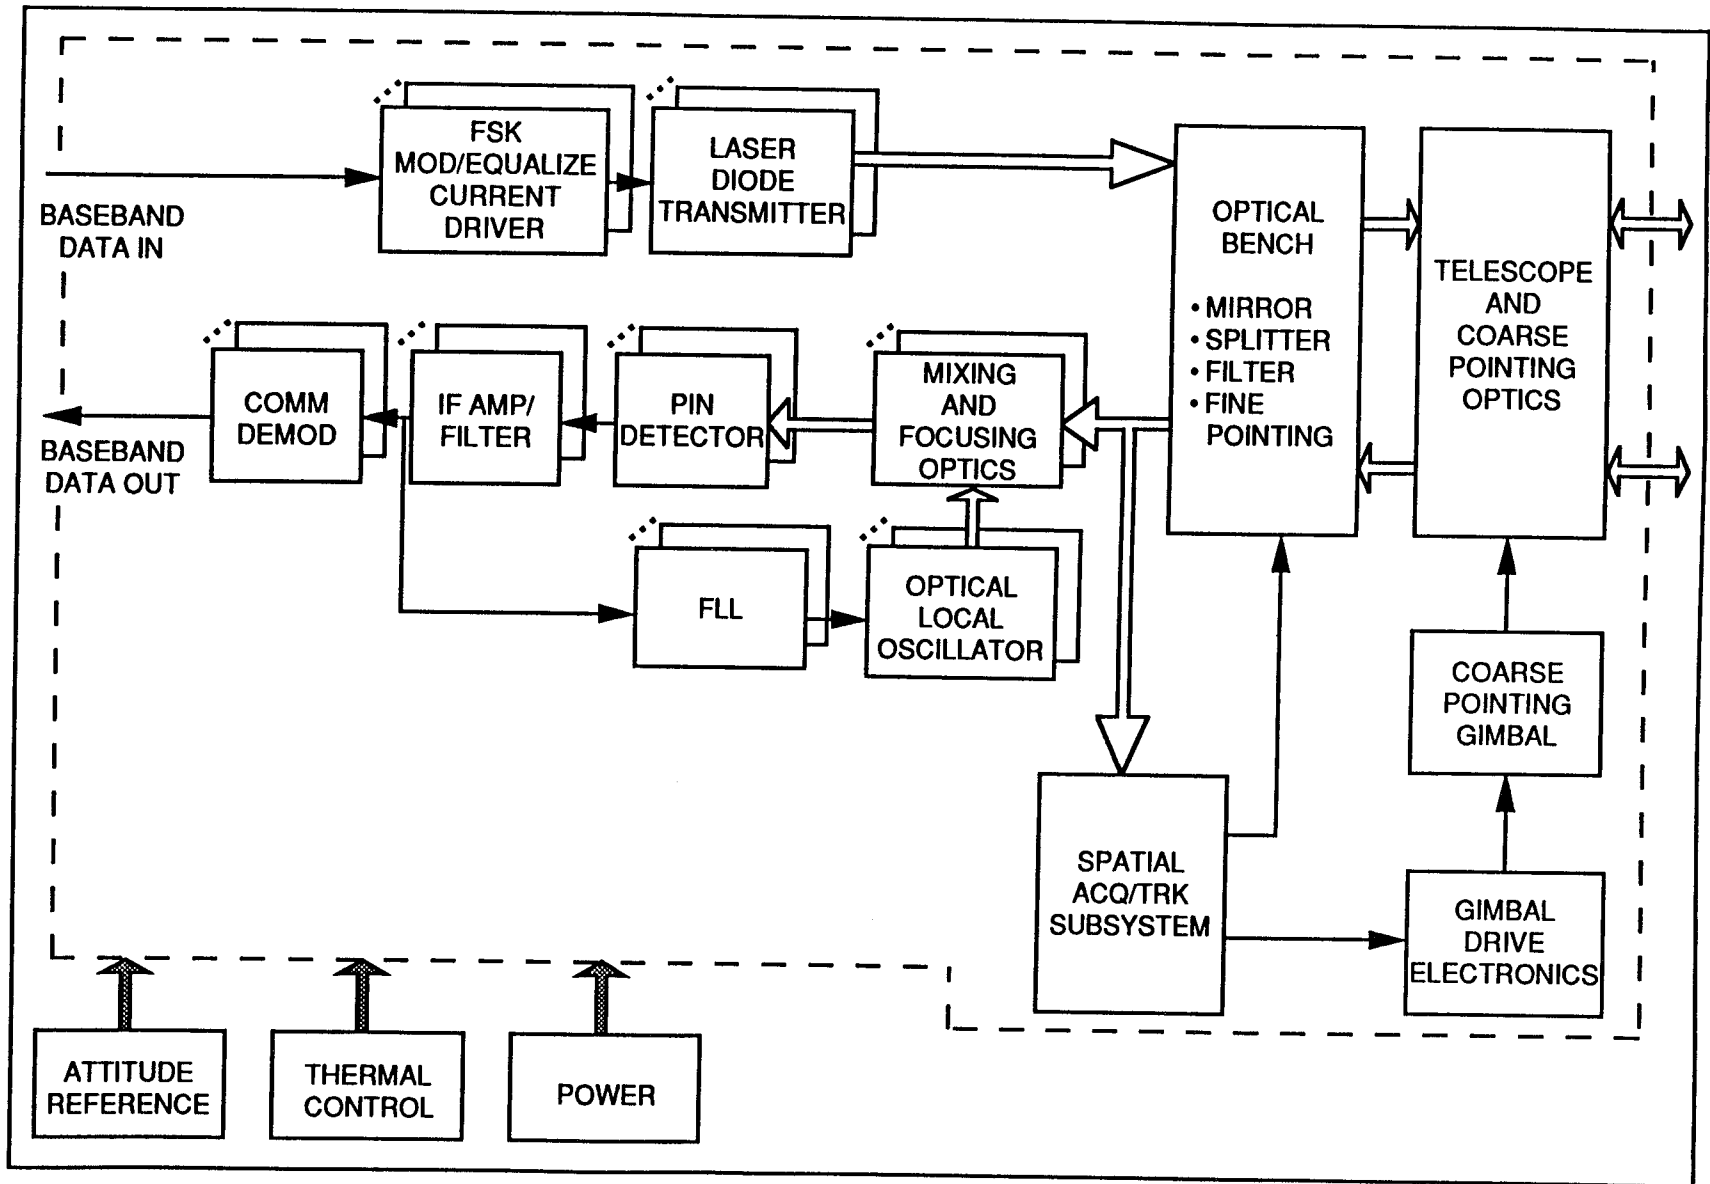 FSK
MOD/EQUALIZE
CURRENT
DRIVER
LASER
DIODE
TRANSMITTER
BASEBAND
DATA IN
OPTICAL
BENCH
• MIRROR
• SPLITTER
• FILTER
• FINE
POINTING
TELESCOPE
AND
COARSE
POINTING
OPTICS
COMM
DEMOD
IF AMP/
FILTER
PIN
DETECTOR
MIXING
AND
FOCUSING
OPTICS
BASEBAND
DATA OUT
FLL
OPTICAL
LOCAL
OSCILLATOR
COARSE
POINTING
GIMBAL
SPATIAL
ACQ/TRK
SUBSYSTEM
GIMBAL
DRIVE
ELECTRONICS
ATTITUDE
REFERENCE
THERMAL
CONTROL
POWER